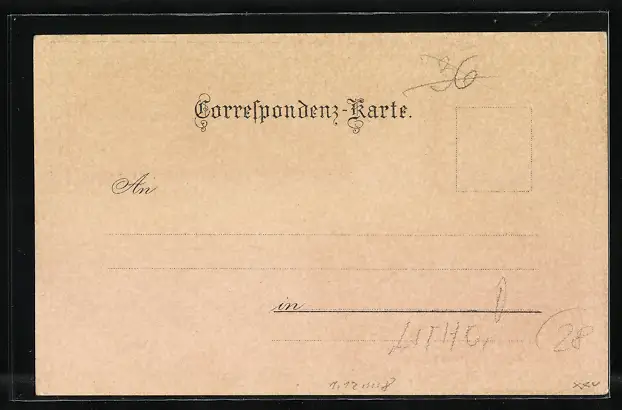 36
Correſpondenz-Karte.
An
in
LITHO,
28